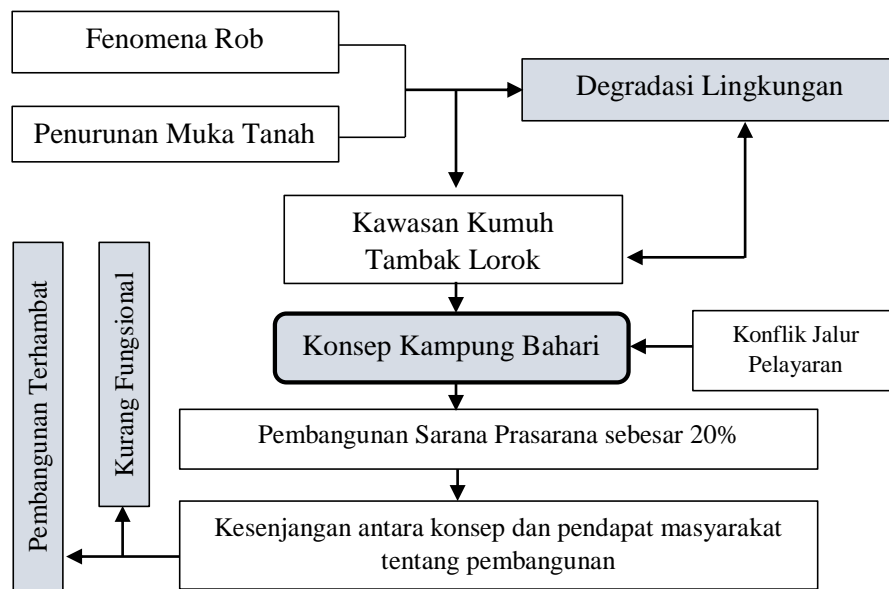 Fenomena Rob
Degradasi Lingkungan
Penurunan Muka Tanah
Kawasan Kumuh
Tambak Lorok
Pembangunan Terhambat
Kurang Fungsional
Konsep Kampung Bahari
Konflik Jalur
Pelayaran
Pembangunan Sarana Prasarana sebesar 20%
Kesenjangan antara konsep dan pendapat masyarakat
tentang pembangunan